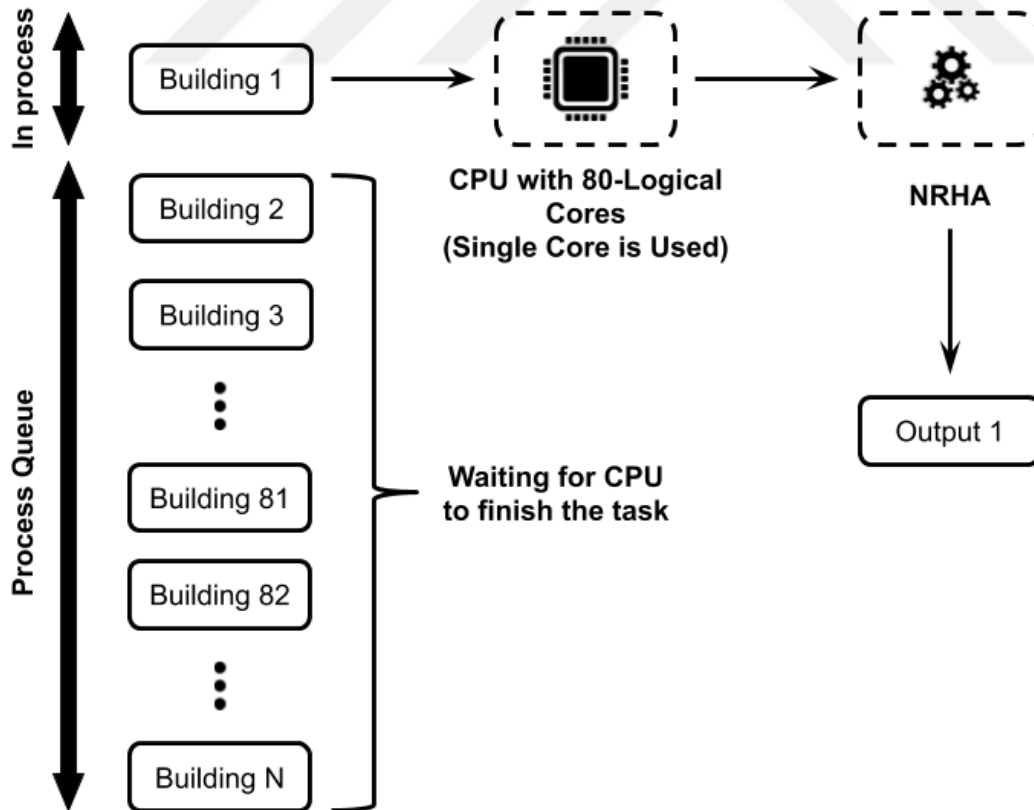 In process
Building 1
CPU with 80-Logical
Cores
(Single Core is Used)
NRHA
Process Queue
Building 2
Building 3
Building 81
Building 82
Building N
Waiting for CPU
to finish the task
Output 1